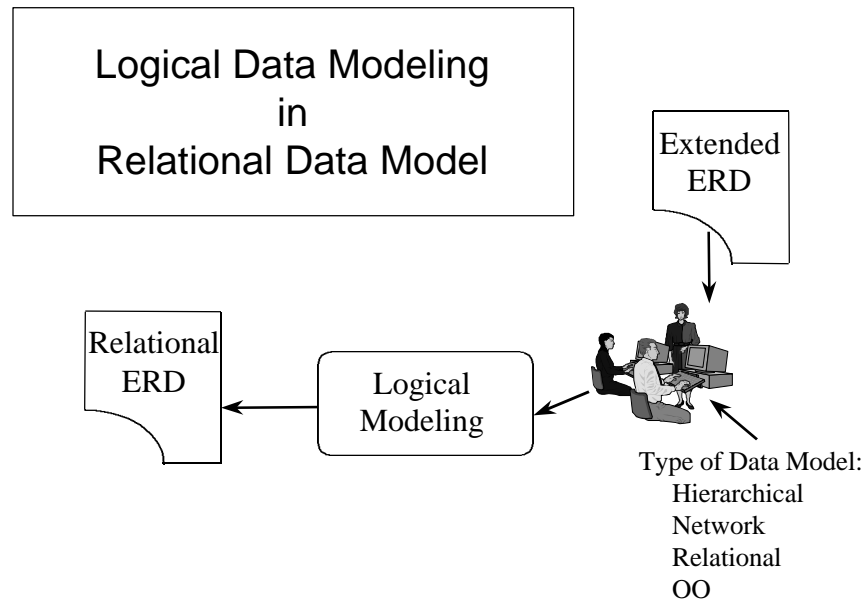 Logical Data Modeling
in
Relational Data Model
Extended
ERD
Relational
ERD
Logical
Modeling
Type of Data Model:
Hierarchical
Network
Relational
OO